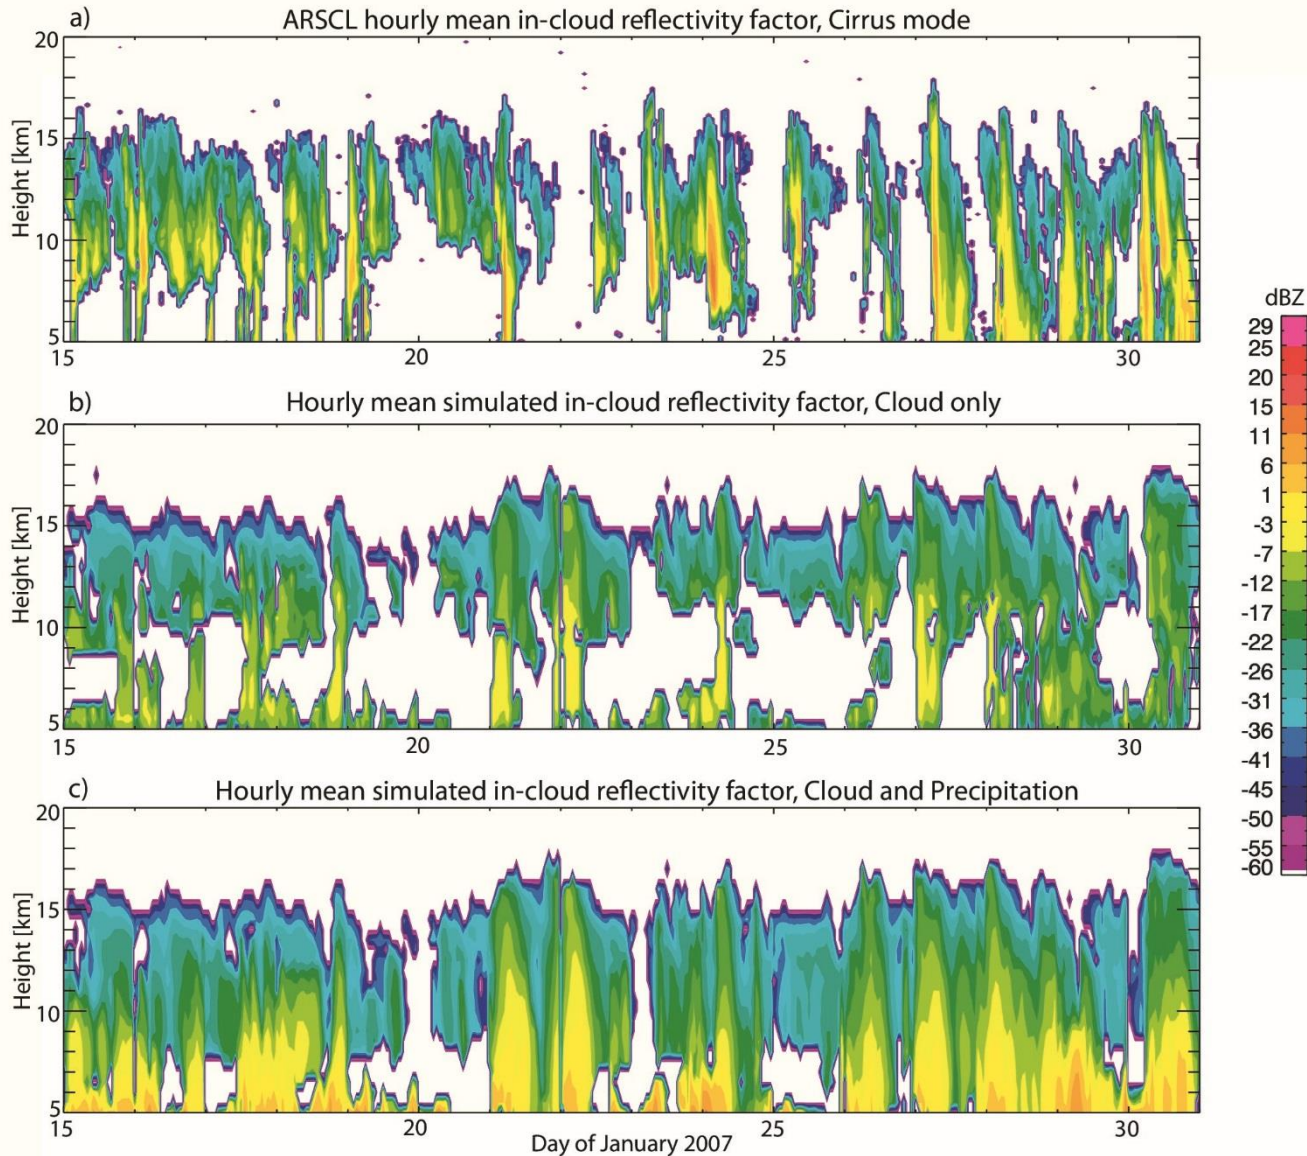 a) ARSCL hourly mean in-cloud reflectivity factor, Cirrus mode
20
15
10
5
Height [km]
15 20 25 30
b) Hourly mean simulated in-cloud reflectivity factor, Cloud only
20
15
10
5
Height [km]
15 20 25 30
c) Hourly mean simulated in-cloud reflectivity factor, Cloud and Precipitation
20
15
10
5
Height [km]
15 20 25 30
Day of January 2007
dBZ
29
25
20
15
11
6
1
-3
-7
-12
-17
-22
-26
-31
-36
-41
-45
-50
-55
-60